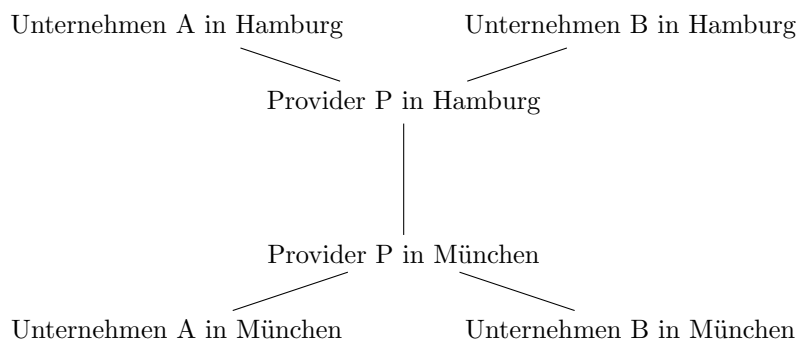 Unternehmen A in Hamburg
Unternehmen B in Hamburg
Provider P in Hamburg
Provider P in München
Unternehmen A in München
Unternehmen B in München